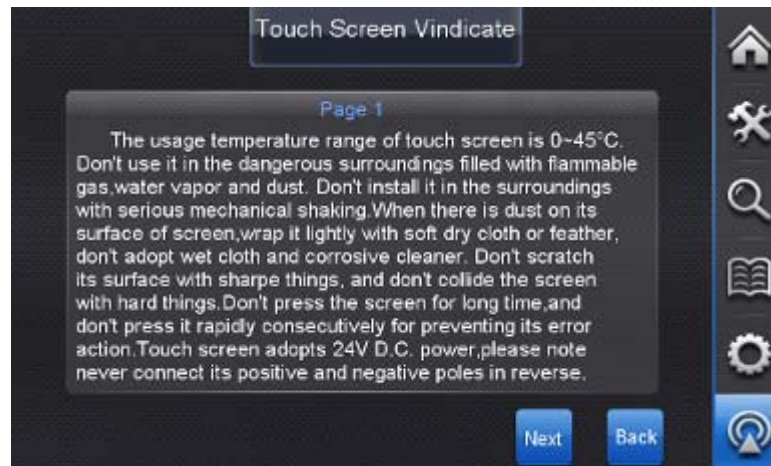 Touch Screen Vindicate
Page 1
The usage temperature range of touch screen is 0~45°C.
Don't use it in the dangerous surroundings filled with flammable
gas,water vapor and dust. Don't install it in the surroundings
with serious mechanical shaking.When there is dust on its
surface of screen,wrap it lightly with soft dry cloth or feather,
don't adopt wet cloth and corrosive cleaner. Don't scratch
its surface with sharpe things, and don't collide the screen
with hard things.Don't press the screen for long time,and
don't press it rapidly consecutively for preventing its error
action.Touch screen adopts 24V D.C. power,please note
never connect its positive and negative poles in reverse.
Next
Back